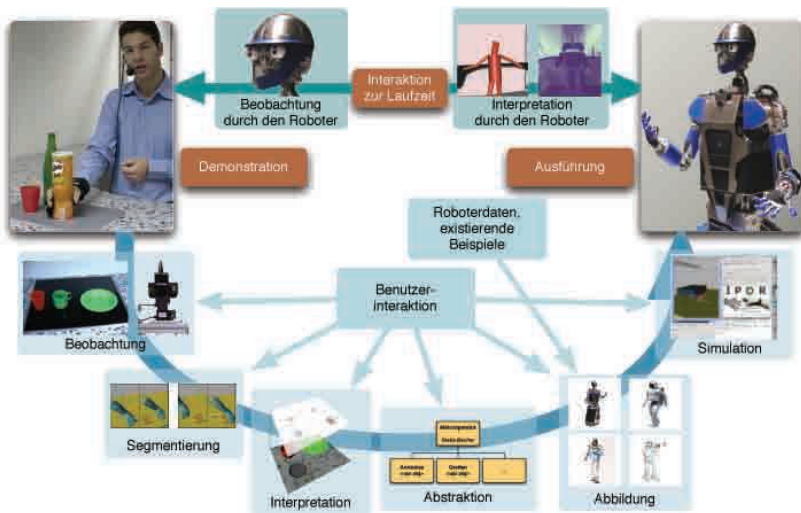 Interaktion
zur Laufzeit
Beobachtung
durch den Roboter
Interpretation
durch den Roboter
Demonstration
Ausführung
Roboterdaten,
existierende
Beispiele
Benutzer-
interaktion
Beobachtung
IPDR
Simulation
Segmentierung
Interpretation
Abstraktion
Abbildung